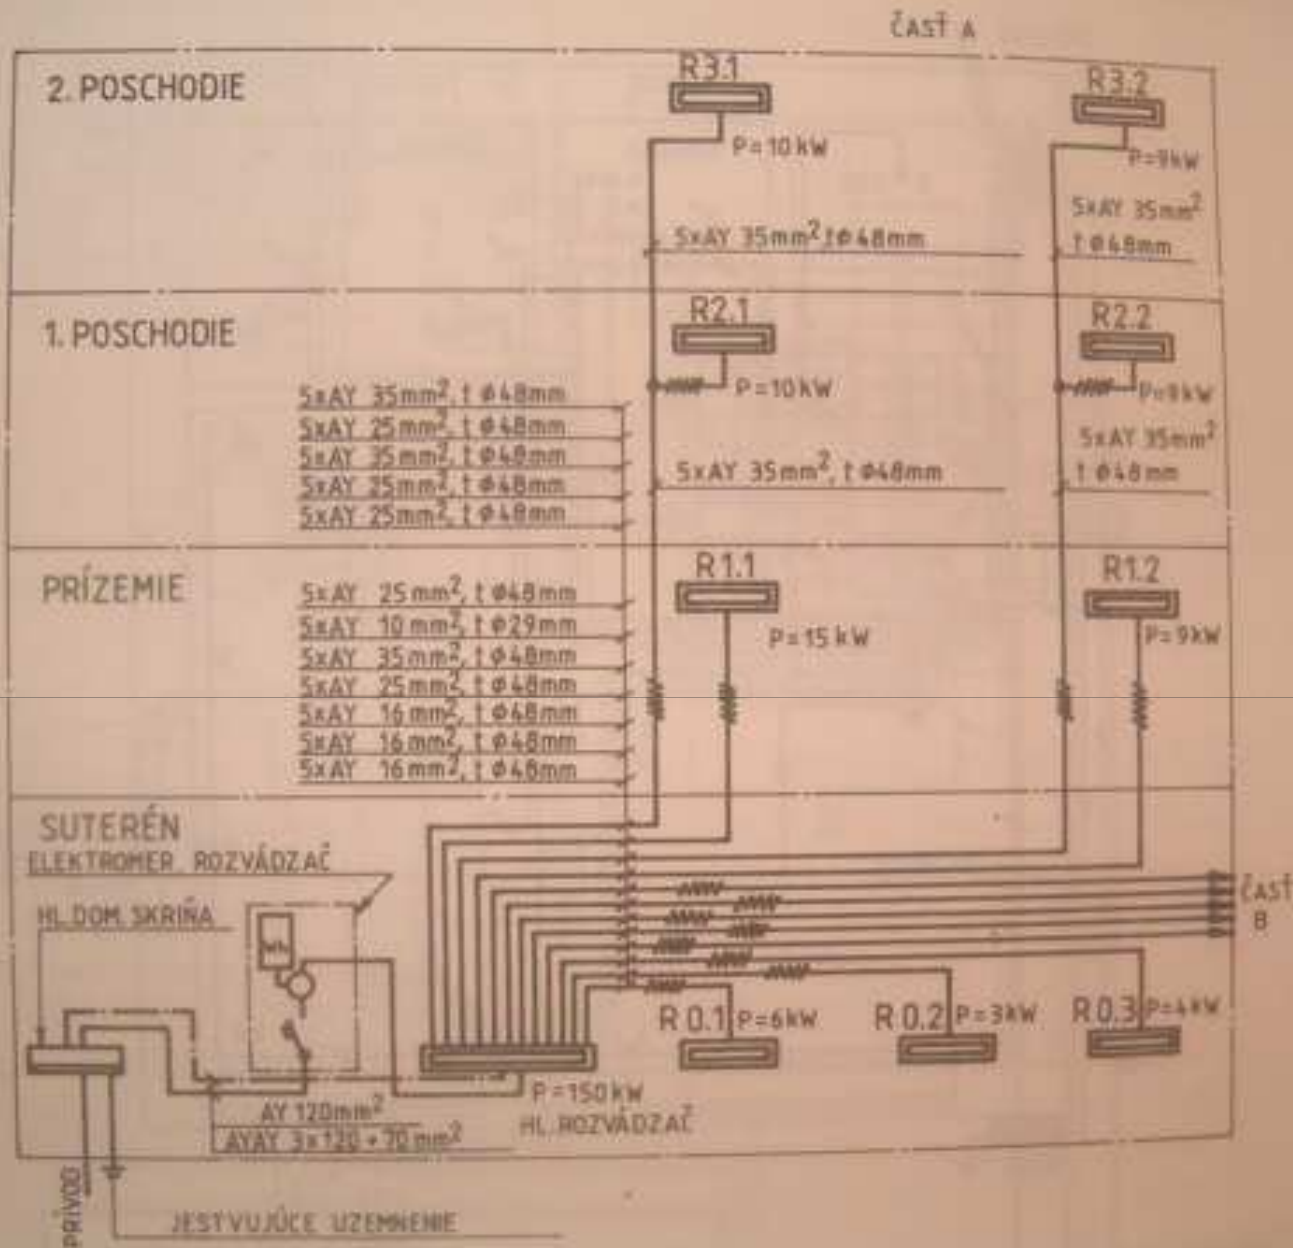 ČASŤ A
2. POSCHODIE
R3.1
P=10kW
R3.2
P=9kW
5xAY 35mm², t ø48mm
5xAY 35mm²
t ø48mm
1. POSCHODIE
R2.1
P=10kW
R2.2
P=9kW
5xAY 35mm², t ø48mm
5xAY 25mm², t ø48mm
5xAY 35mm², t ø48mm
5xAY 25mm², t ø48mm
5xAY 25mm², t ø48mm
5xAY 35mm², t ø48mm
5xAY 35mm²
t ø48mm
PRÍZEMIE
R1.1
P=15kW
R1.2
P=9kW
5xAY 25mm², t ø48mm
5xAY 10mm², t ø29mm
5xAY 35mm², t ø48mm
5xAY 25mm², t ø48mm
5xAY 16mm², t ø48mm
5xAY 16mm², t ø48mm
5xAY 16mm², t ø48mm
SUTERÉN
ELEKTROMER. ROZVÁDZAČ
HL. DOM. SKRIŇA
Wh
ČASŤ
B
R0.1 P=6kW
R0.2 P=3kW
R0.3 P=4kW
P=150kW
HL. ROZVÁDZAČ
AY 120mm²
AYAY 3x120+70mm²
PRÍVOD
JESTVUJÚCE UZEMNENIE